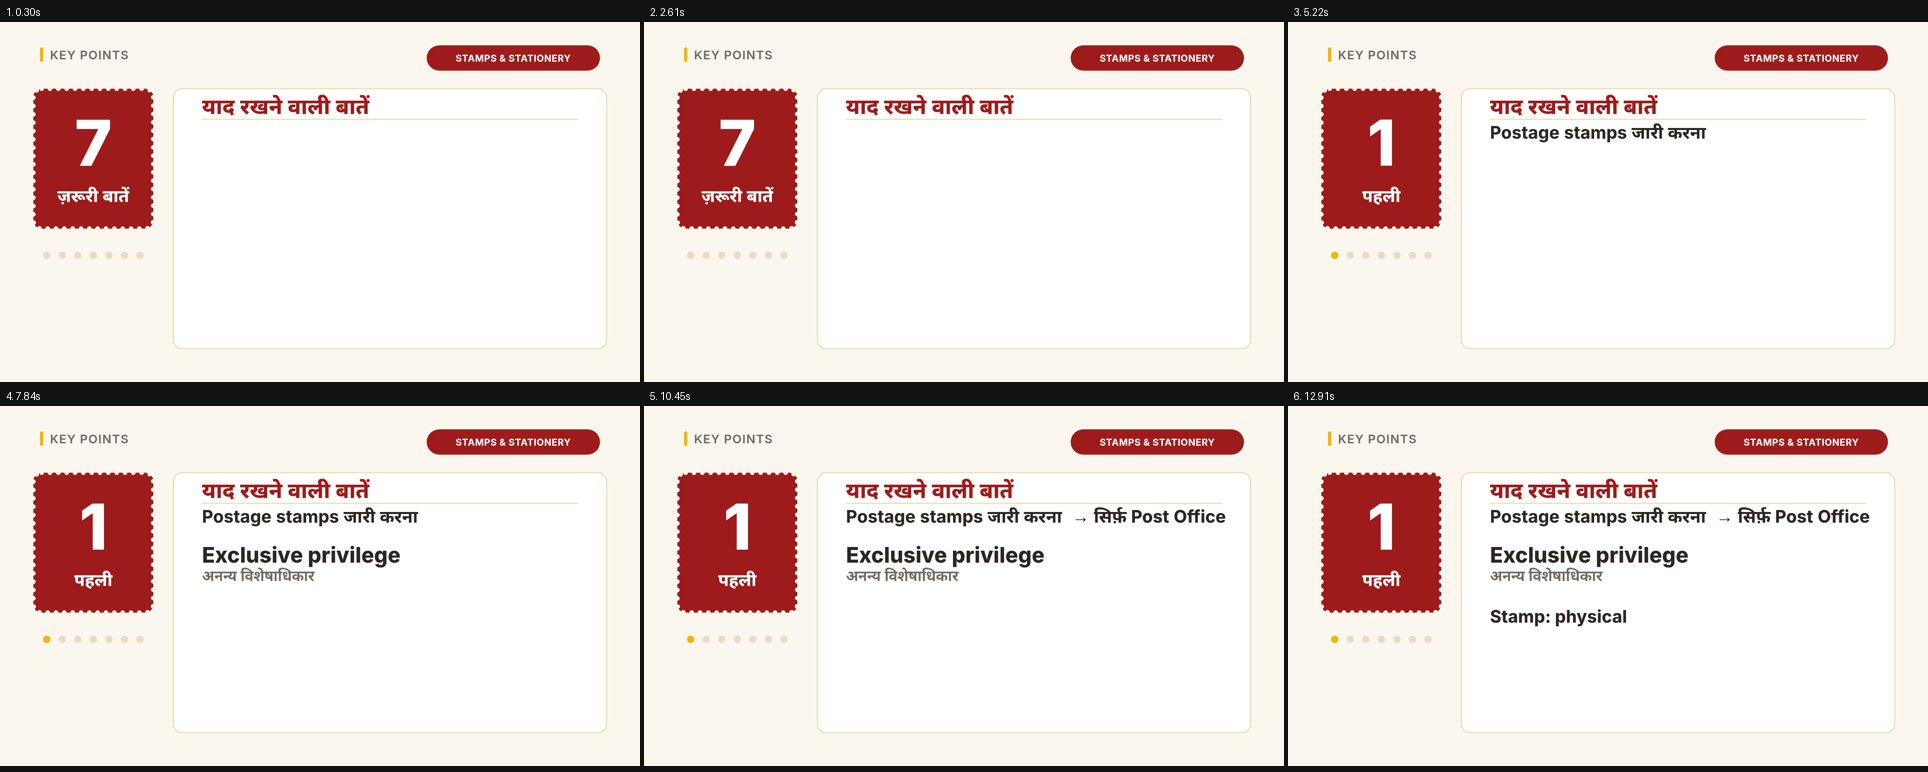 1. 0.30s
KEY POINTS
STAMPS & STATIONERY
7
ज़रूरी बातें
याद रखने वाली बातें
2. 2.61s
KEY POINTS
STAMPS & STATIONERY
7
ज़रूरी बातें
याद रखने वाली बातें
3. 5.22s
KEY POINTS
STAMPS & STATIONERY
1
पहली
याद रखने वाली बातें
Postage stamps जारी करना
4. 7.84s
KEY POINTS
STAMPS & STATIONERY
1
पहली
याद रखने वाली बातें
Postage stamps जारी करना
Exclusive privilege
अनन्य विशेषाधिकार
5. 10.45s
KEY POINTS
STAMPS & STATIONERY
1
पहली
याद रखने वाली बातें
Postage stamps जारी करना → सिर्फ़ Post Office
Exclusive privilege
अनन्य विशेषाधिकार
6. 12.91s
KEY POINTS
STAMPS & STATIONERY
1
पहली
याद रखने वाली बातें
Postage stamps जारी करना → सिर्फ़ Post Office
Exclusive privilege
अनन्य विशेषाधिकार
Stamp: physical